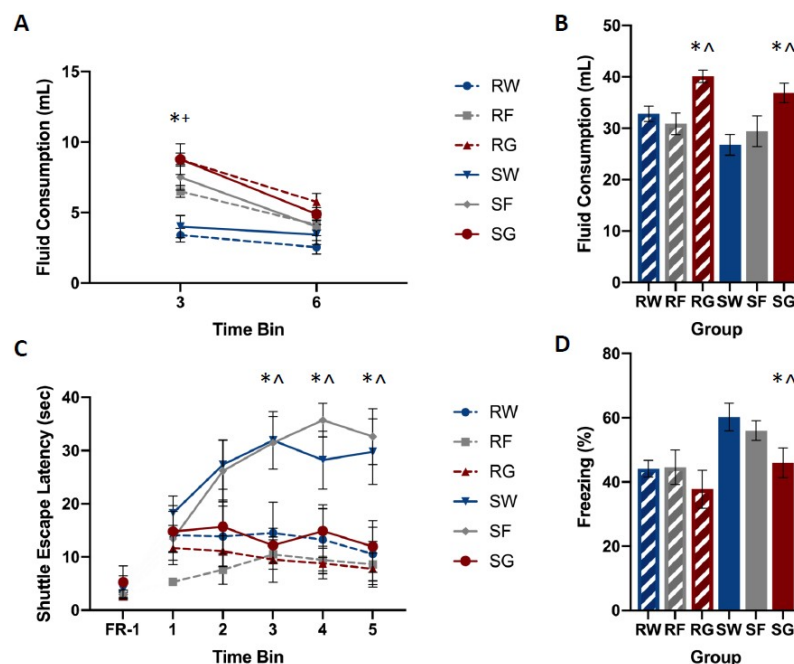 A
Fluid Consumption (mL)
15
10
5
0
*+
3
6
Time Bin
RW
RF
RG
SW
SF
SG
B
Fluid Consumption (mL)
50
40
30
20
10
0
*^
*^
RW RF RG SW SF SG
Group
C
Shuttle Escape Latency (sec)
40
30
20
10
0
*^ *^ *^
FR-1 1 2 3 4 5
Time Bin
RW
RF
RG
SW
SF
SG
D
Freezing (%)
80
60
40
20
0
*^
RW RF RG SW SF SG
Group